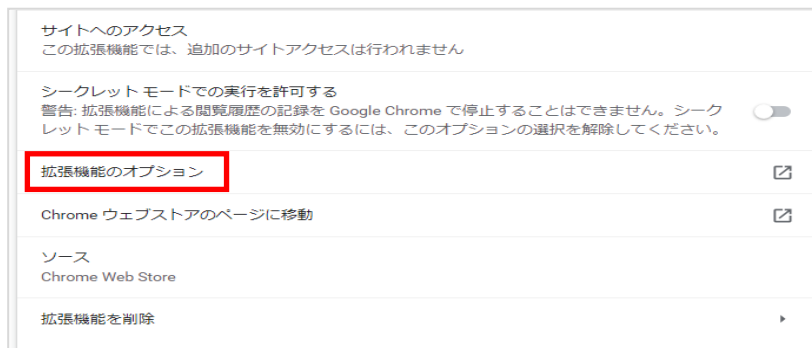 サイトへのアクセス
この拡張機能では、追加のサイトアクセスは行われません
シークレット モードでの実行を許可する
警告: 拡張機能による閲覧履歴の記録を Google Chrome で停止することはできません。シーク
レット モードでこの拡張機能を無効にするには、このオプションの選択を解除してください。
拡張機能のオプション
Chrome ウェブストアのページに移動
ソース
Chrome Web Store
拡張機能を削除